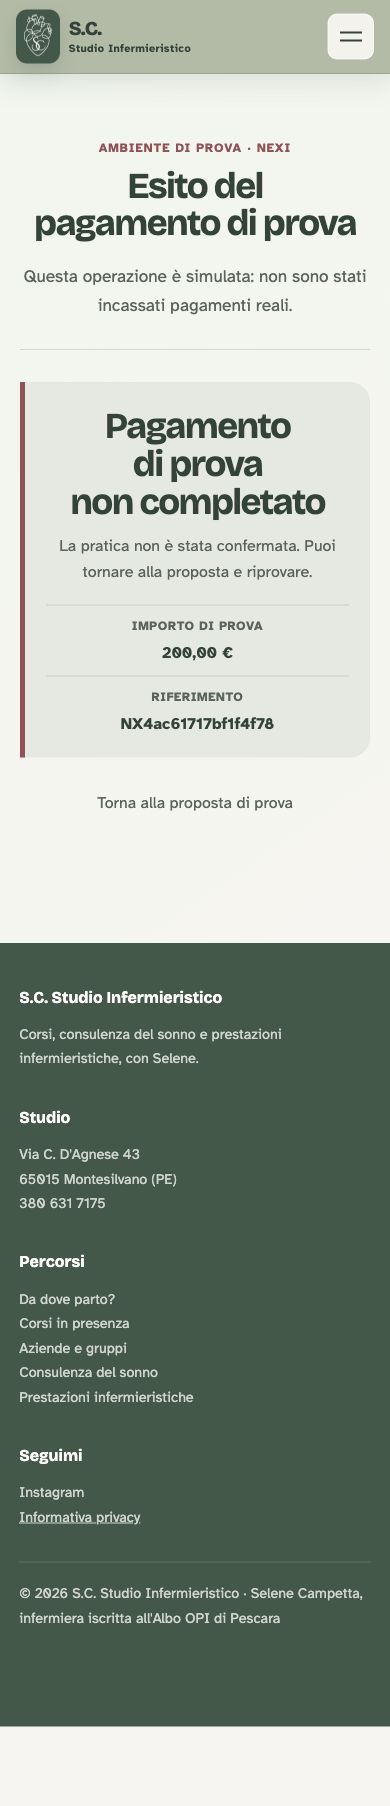 S.C.
Studio Infermieristico
AMBIENTE DI PROVA · NEXI
Esito del
pagamento di prova
Questa operazione è simulata: non sono stati
incassati pagamenti reali.
Pagamento
di prova
non completato
La pratica non è stata confermata. Puoi
tornare alla proposta e riprovare.
IMPORTO DI PROVA
200,00 €
RIFERIMENTO
NX4ac61717bf1f4f78
Torna alla proposta di prova
S.C. Studio Infermieristico
Corsi, consulenza del sonno e prestazioni
infermieristiche, con Selene.
Studio
Via C. D'Agnese 43
65015 Montesilvano (PE)
380 631 7175
Percorsi
Da dove parto?
Corsi in presenza
Aziende e gruppi
Consulenza del sonno
Prestazioni infermieristiche
Seguimi
Instagram
Informativa privacy
© 2026 S.C. Studio Infermieristico · Selene Campetta,
infermiera iscritta all'Albo OPI di Pescara